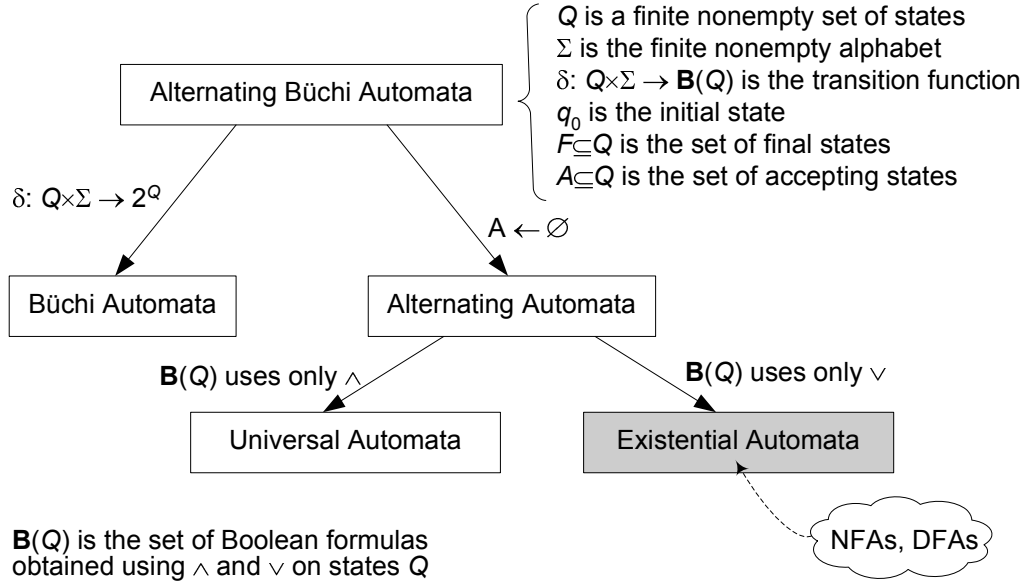 Q is a finite nonempty set of states
Σ is the finite nonempty alphabet
δ: Q×Σ → B(Q) is the transition function
q₀ is the initial state
F⊆Q is the set of final states
A⊆Q is the set of accepting states
Alternating Büchi Automata
δ: Q×Σ → 2^Q
A ← ∅
Büchi Automata
Alternating Automata
B(Q) uses only ∧
B(Q) uses only ∨
Universal Automata
Existential Automata
NFAs, DFAs
B(Q) is the set of Boolean formulas
obtained using ∧ and ∨ on states Q